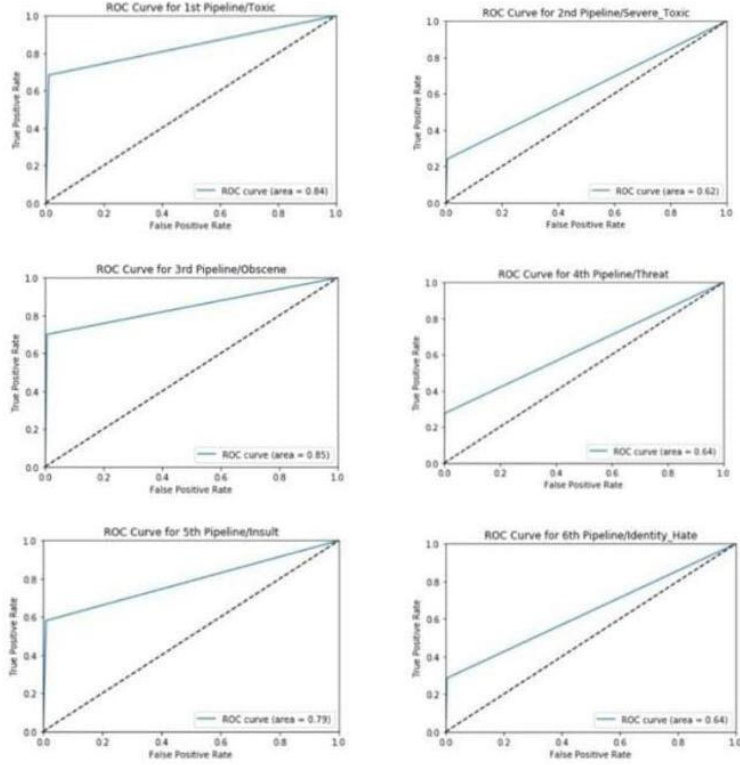 ROC Curve for 1st Pipeline/Toxic
True Positive Rate
1.0
0.8
0.6
0.4
0.2
0.0
ROC curve (area = 0.84)
0.0 0.2 0.4 0.6 0.8 1.0
False Positive Rate
ROC Curve for 2nd Pipeline/Severe_Toxic
True Positive Rate
1.0
0.8
0.6
0.4
0.2
0.0
ROC curve (area = 0.62)
0.0 0.2 0.4 0.6 0.8 1.0
False Positive Rate
ROC Curve for 3rd Pipeline/Obscene
True Positive Rate
1.0
0.8
0.6
0.4
0.2
0.0
ROC curve (area = 0.85)
0.0 0.2 0.4 0.6 0.8 1.0
False Positive Rate
ROC Curve for 4th Pipeline/Threat
True Positive Rate
1.0
0.8
0.6
0.4
0.2
0.0
ROC curve (area = 0.64)
0.0 0.2 0.4 0.6 0.8 1.0
False Positive Rate
ROC Curve for 5th Pipeline/Insult
True Positive Rate
1.0
0.8
0.6
0.4
0.2
0.0
ROC curve (area = 0.79)
0.0 0.2 0.4 0.6 0.8 1.0
False Positive Rate
ROC Curve for 6th Pipeline/Identity_Hate
True Positive Rate
1.0
0.8
0.6
0.4
0.2
0.0
ROC curve (area = 0.64)
0.0 0.2 0.4 0.6 0.8 1.0
False Positive Rate